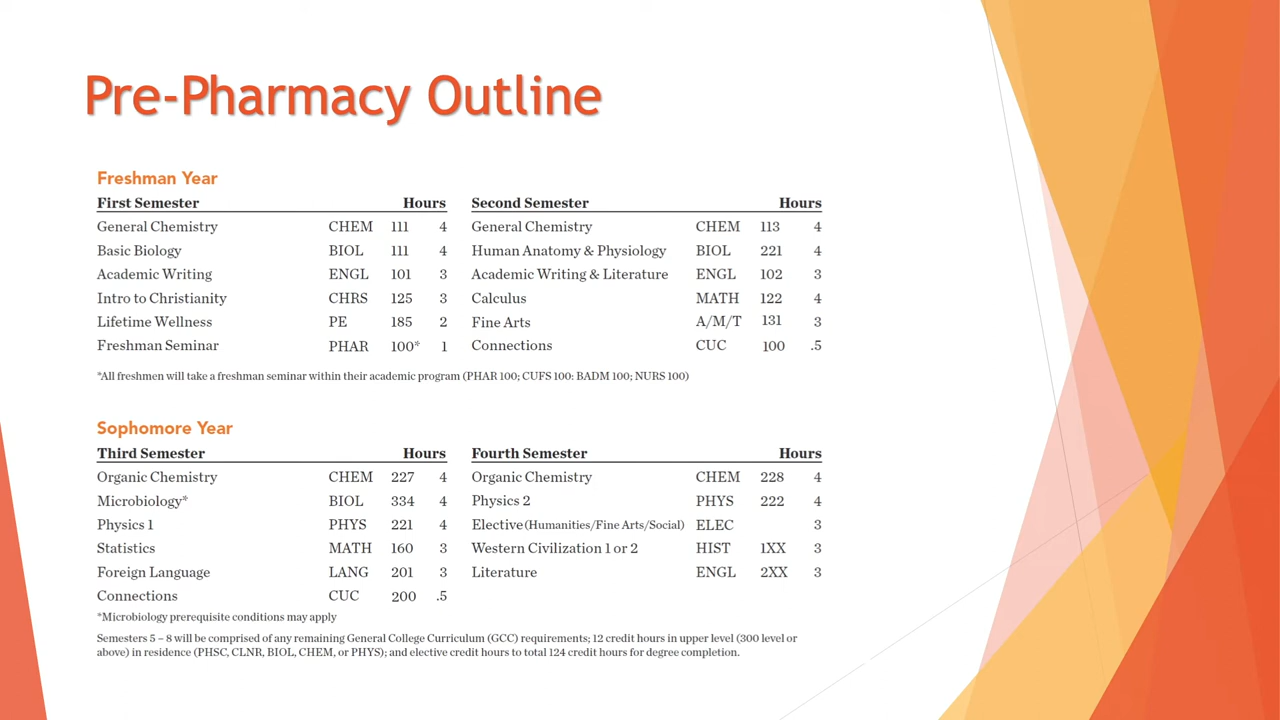 Pre-Pharmacy Outline
Freshman Year
First Semester Hours
General Chemistry CHEM 111 4
Basic Biology BIOL 111 4
Academic Writing ENGL 101 3
Intro to Christianity CHRS 125 3
Lifetime Wellness PE 185 2
Freshman Seminar PHAR 100* 1
Second Semester Hours
General Chemistry CHEM 113 4
Human Anatomy & Physiology BIOL 221 4
Academic Writing & Literature ENGL 102 3
Calculus MATH 122 4
Fine Arts A/M/T 131 3
Connections CUC 100 .5
*All freshmen will take a freshman seminar within their academic program (PHAR 100; CUFS 100: BADM 100; NURS 100)
Sophomore Year
Third Semester Hours
Organic Chemistry CHEM 227 4
Microbiology* BIOL 334 4
Physics 1 PHYS 221 4
Statistics MATH 160 3
Foreign Language LANG 201 3
Connections CUC 200 .5
Fourth Semester Hours
Organic Chemistry CHEM 228 4
Physics 2 PHYS 222 4
Elective (Humanities/Fine Arts/Social) ELEC 3
Western Civilization 1 or 2 HIST 1XX 3
Literature ENGL 2XX 3
*Microbiology prerequisite conditions may apply
Semesters 5 – 8 will be comprised of any remaining General College Curriculum (GCC) requirements; 12 credit hours in upper level (300 level or
above) in residence (PHSC, CLNR, BIOL, CHEM, or PHYS); and elective credit hours to total 124 credit hours for degree completion.